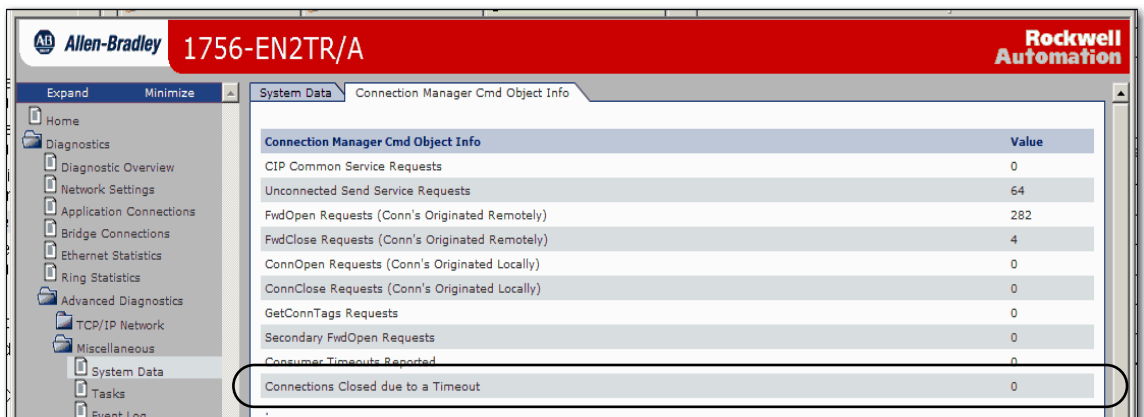 AB Allen-Bradley 1756-EN2TR/A Rockwell
Automation
Expand Minimize
Home
Diagnostics
Diagnostic Overview
Network Settings
Application Connections
Bridge Connections
Ethernet Statistics
Ring Statistics
Advanced Diagnostics
TCP/IP Network
Miscellaneous
System Data
Tasks
Event Log
System Data Connection Manager Cmd Object Info
Connection Manager Cmd Object Info Value
CIP Common Service Requests 0
Unconnected Send Service Requests 64
FwdOpen Requests (Conn's Originated Remotely) 282
FwdClose Requests (Conn's Originated Remotely) 4
ConnOpen Requests (Conn's Originated Locally) 0
ConnClose Requests (Conn's Originated Locally) 0
GetConnTags Requests 0
Secondary FwdOpen Requests 0
Consumer Timeouts Reported 0
Connections Closed due to a Timeout 0